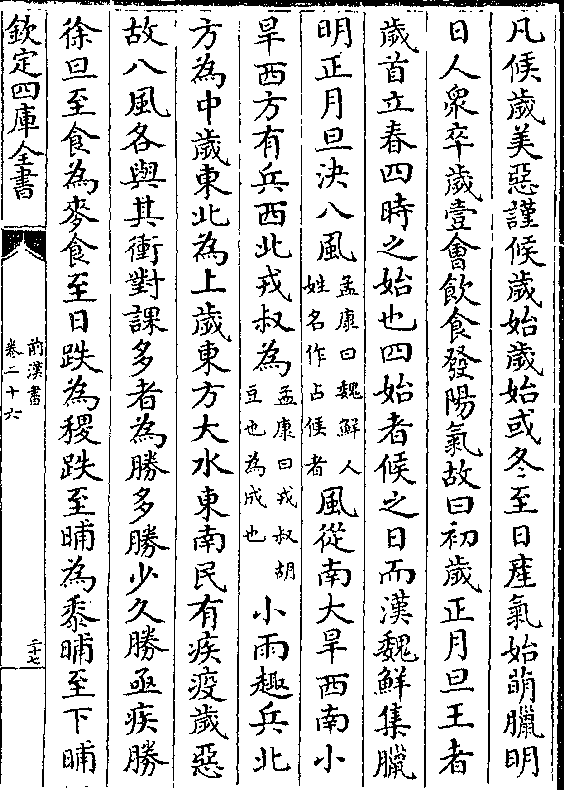 凡候歲美惡謹候歲始歲始或冬至日產氣始萌臘明
日人衆卒歲壹會飲食發陽氣故曰初歲正月旦王者
歲首立春四時之始也四始者候之日而漢魏鮮集臘
明正月旦決八風孟康曰魏鮮人姓名作占候者風從南大旱西南小
旱西方有兵西北戎叔為孟康曰戎叔胡豆也為成也小雨趣兵北
方為中歲東北為上歲東方大水東南民有疾疫歲惡
故八風各與其衝對課多者為勝多勝少久勝亟疾勝
徐旦至食為麥食至日跌為稷跌至晡為黍晡至下晡
欽定四庫全書
前漢書
卷二十六
三十七